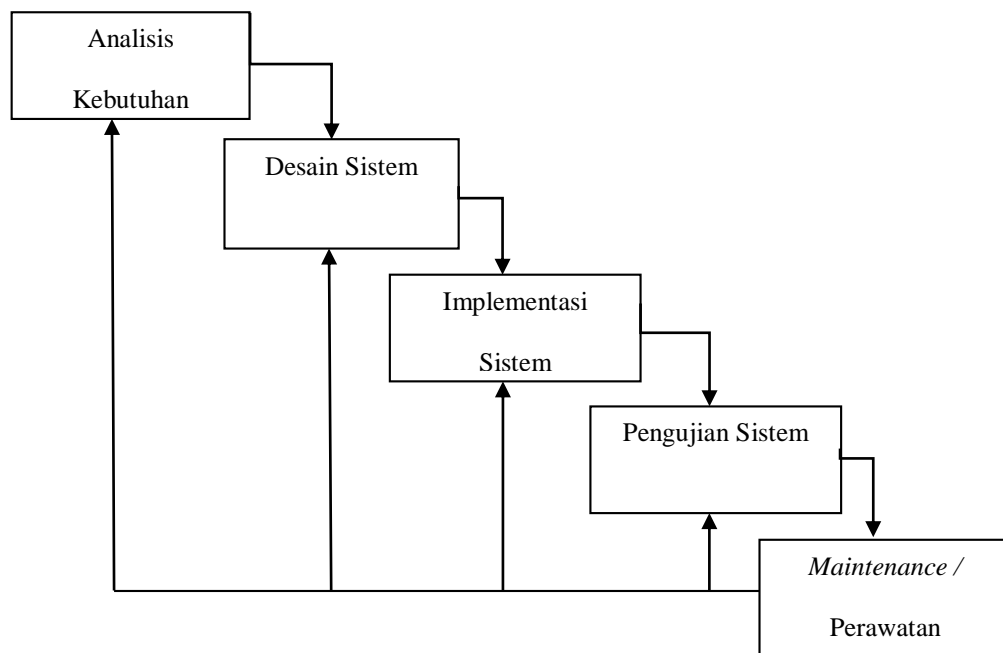 Analisis
Kebutuhan
Desain Sistem
Implementasi
Sistem
Pengujian Sistem
Maintenance /
Perawatan